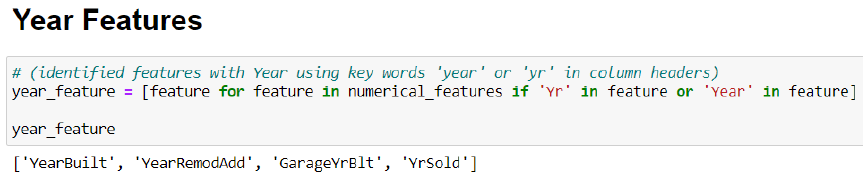 Year Features
# (identified features with Year using key words 'year' or 'yr' in column headers)
year_feature = [feature for feature in numerical_features if 'Yr' in feature or 'Year' in feature]
year_feature
['YearBuilt', 'YearRemodAdd', 'GarageYrBlt', 'YrSold']